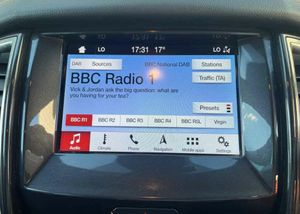 LO 17:31 17° LO
DAB Sources BBC National DAB Stations
BBC Radio 1
Traffic (TA)
Vick & Jordan ask the big question: what are
you having for your tea?
Presets
BBC R1 BBC R2 BBC R3 BBC R4 BBC R5L Virgin
Audio Climate Phone Navigation Mobile apps Settings